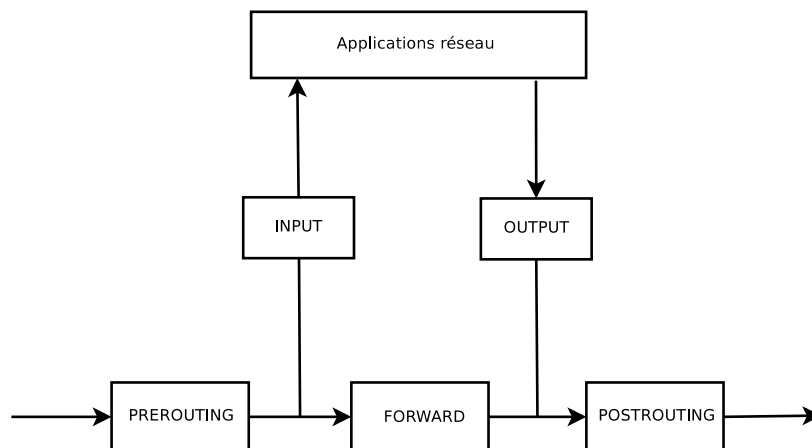 Applications réseau
INPUT
OUTPUT
PREROUTING
FORWARD
POSTROUTING